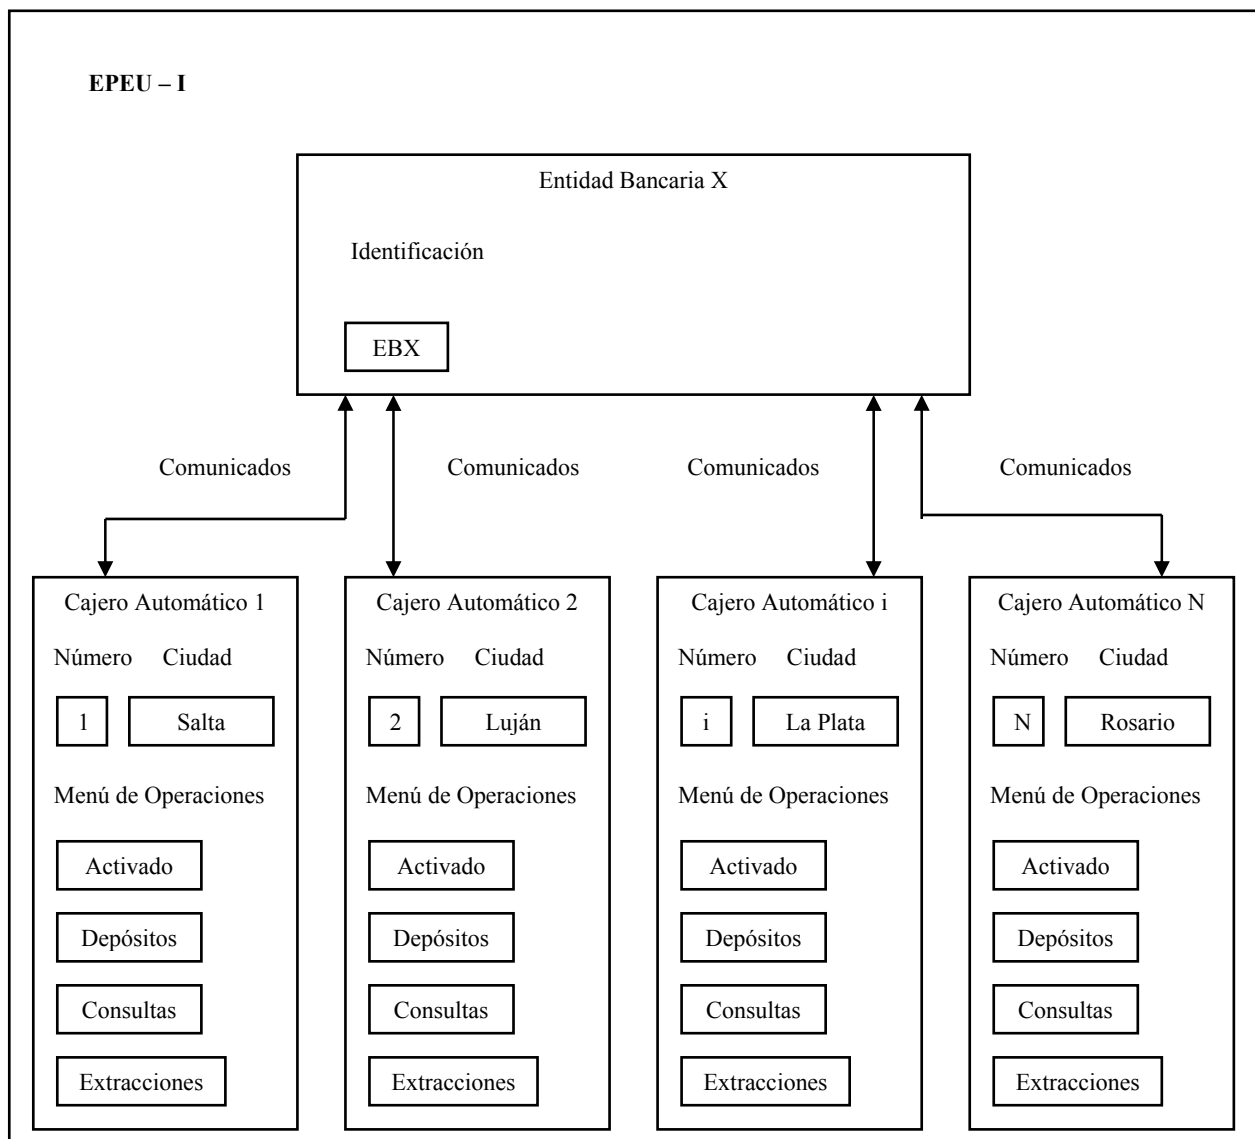 EPEU – I
Entidad Bancaria X
Identificación
EBX
Comunicados Comunicados Comunicados Comunicados
Cajero Automático 1 Cajero Automático 2 Cajero Automático i Cajero Automático N
Número Ciudad Número Ciudad Número Ciudad Número Ciudad
1 Salta 2 Luján i La Plata N Rosario
Menú de Operaciones Menú de Operaciones Menú de Operaciones Menú de Operaciones
Activado Activado Activado Activado
Depósitos Depósitos Depósitos Depósitos
Consultas Consultas Consultas Consultas
Extracciones Extracciones Extracciones Extracciones